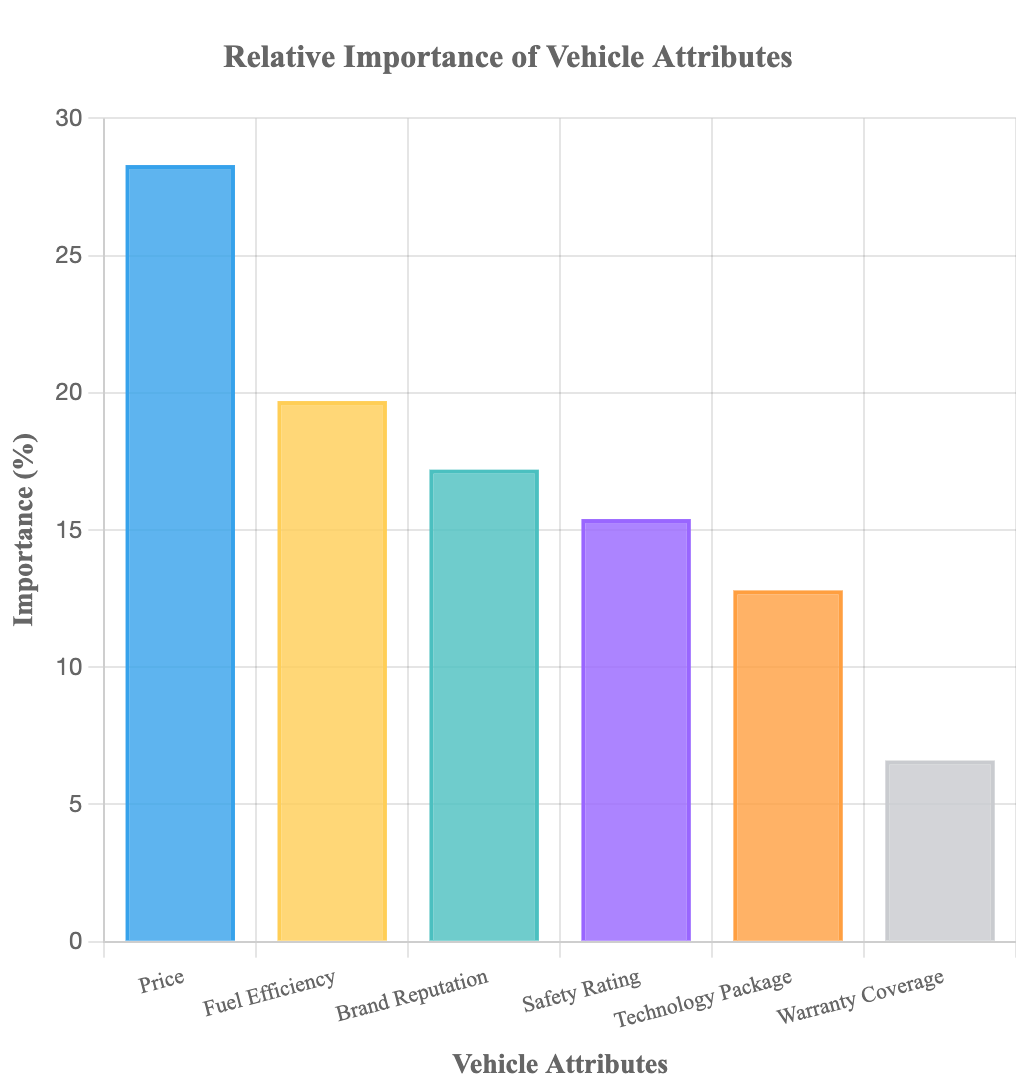 Relative Importance of Vehicle Attributes
30
25
20
15
10
5
0
Importance (%)
Price
Fuel Efficiency
Brand Reputation
Safety Rating
Technology Package
Warranty Coverage
Vehicle Attributes